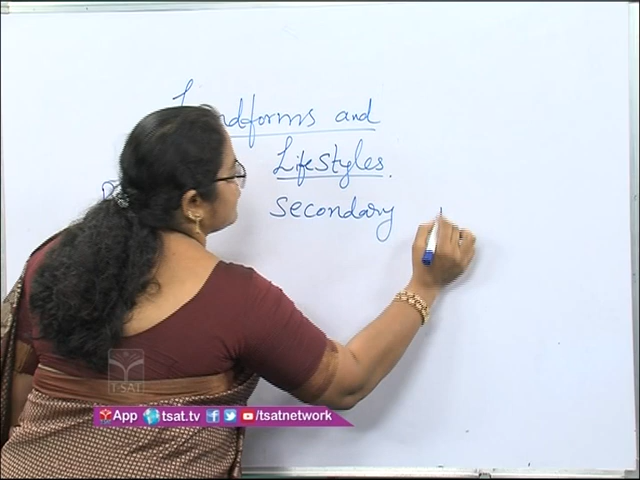 Landforms and
LifeStyles.
Secondary
T-SAT
App tsat.tv /tsatnetwork